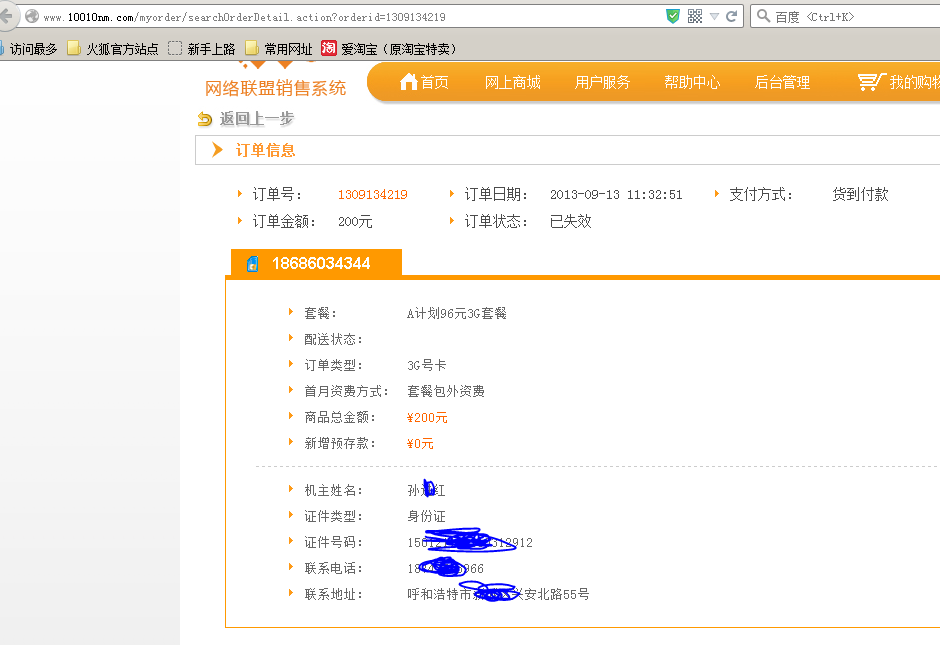 www.10010nm.com/myorder/searchOrderDetail.action?orderid=1309134219 百度 <Ctrl+K>
访问最多 火狐官方站点 新手上路 常用网址 淘 爱淘宝（原淘宝特卖）
网络联盟销售系统 首页 网上商城 用户服务 帮助中心 后台管理 我的购物
返回上一步
订单信息
订单号： 1309134219 订单日期： 2013-09-13 11:32:51 支付方式： 货到付款
订单金额： 200元 订单状态： 已失效
18686034344
套餐： A计划96元3G套餐
配送状态：
订单类型： 3G号卡
首月资费方式： 套餐包外资费
商品总金额： ¥200元
新增预存款： ¥0元
机主姓名： 孙 红
证件类型： 身份证
证件号码： 15012 312912
联系电话： 18 966
联系地址： 呼和浩特市 兴安北路55号